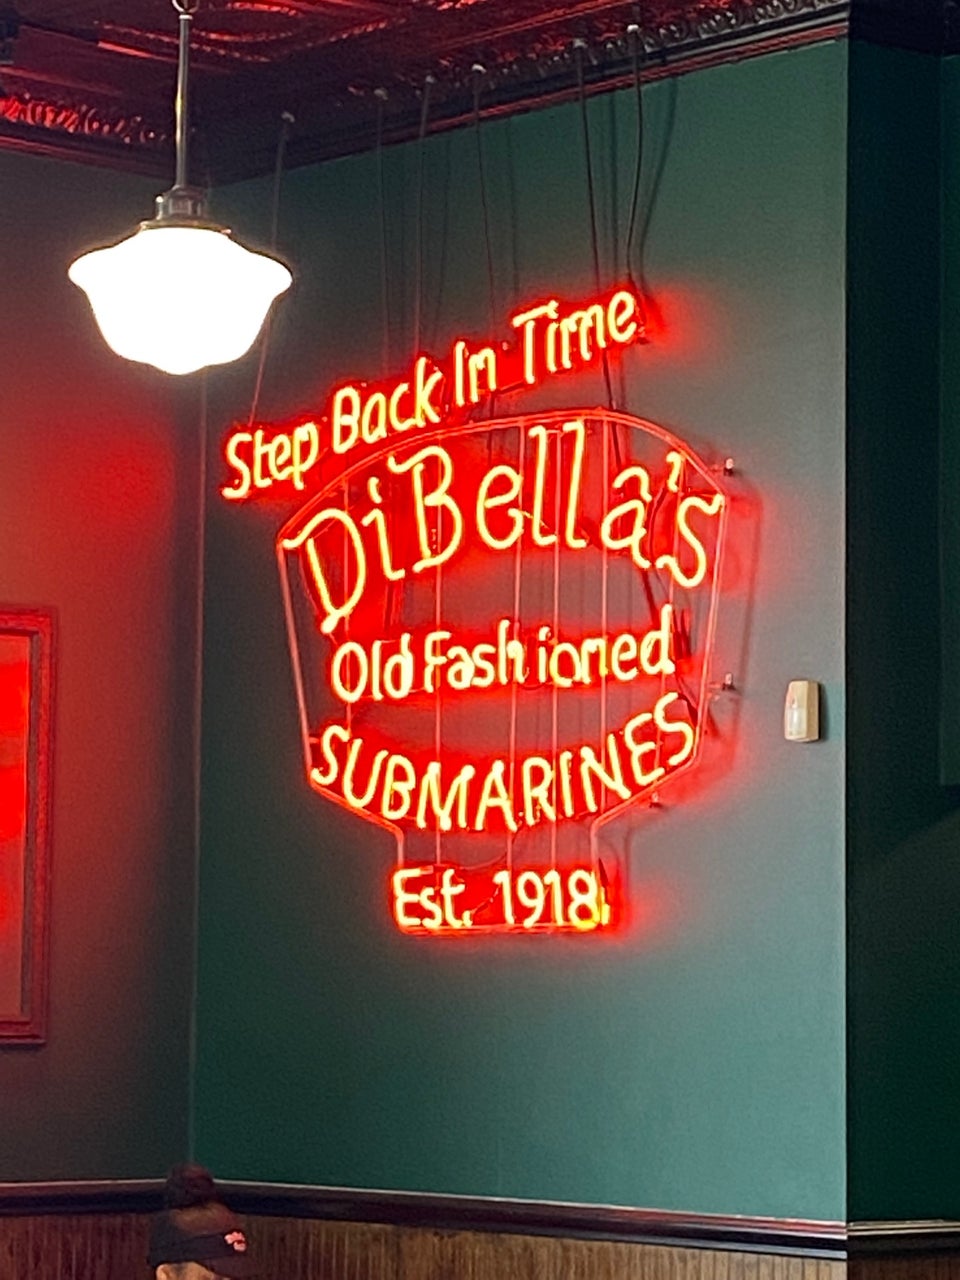 Step Back In Time
DiBella's
Old Fashioned
SUBMARINES
Est. 1918